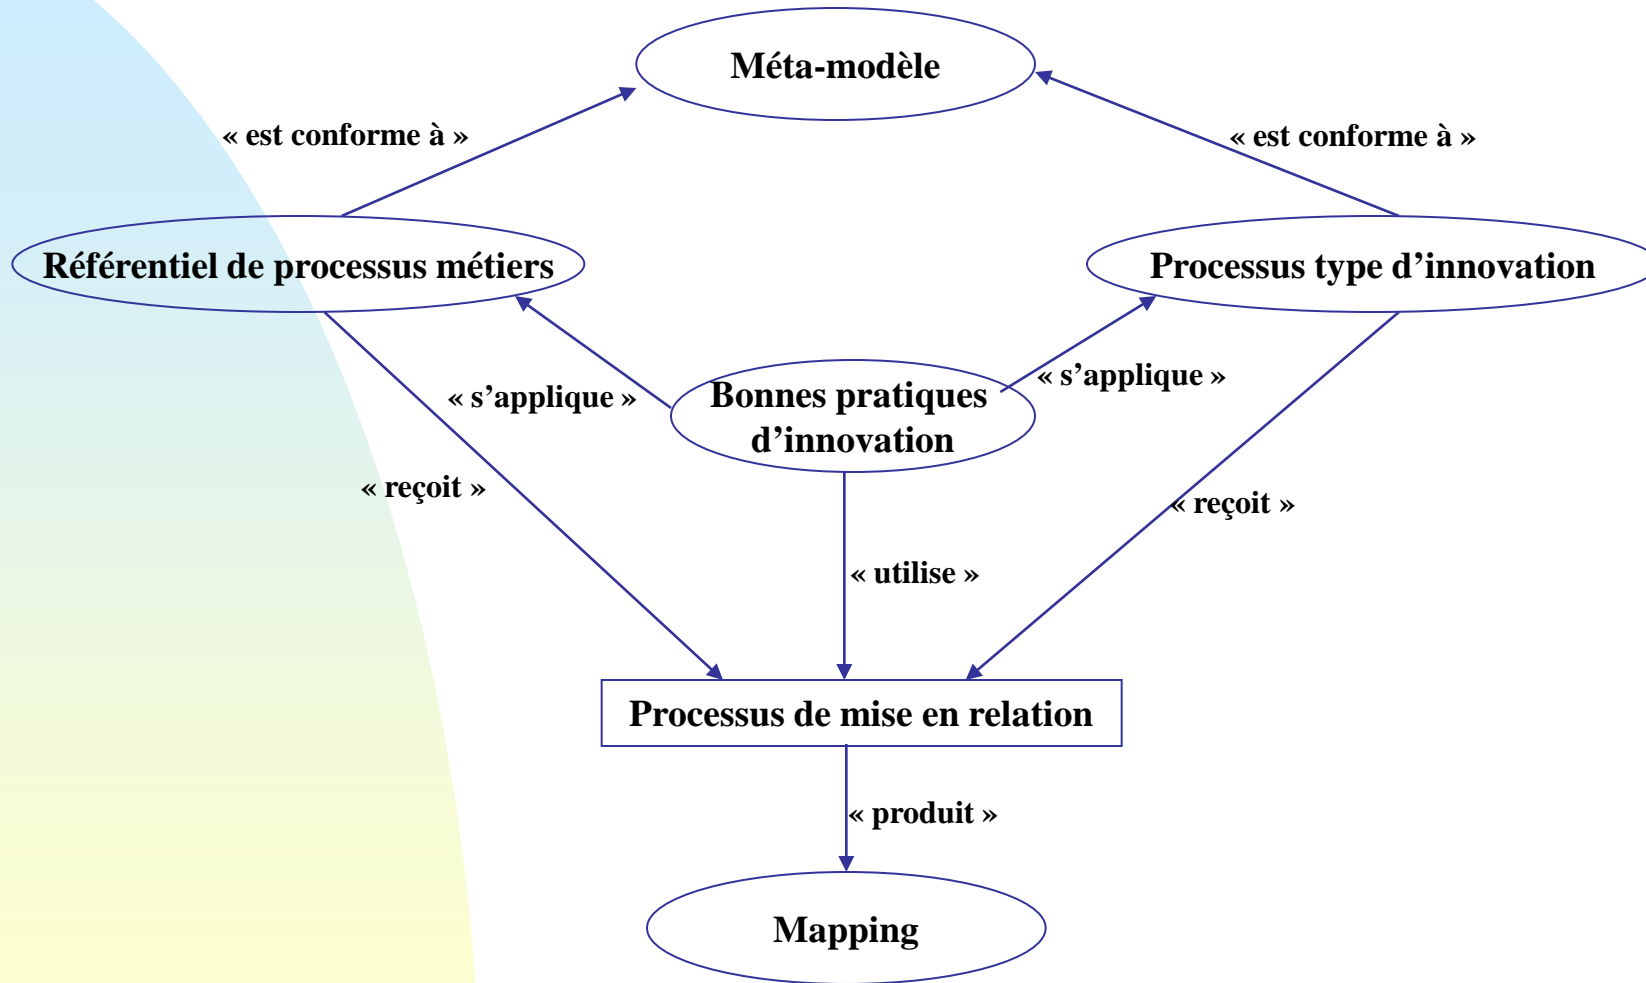 Méta-modèle
« est conforme à »
« est conforme à »
Référentiel de processus métiers
Processus type d’innovation
« s’applique »
Bonnes pratiques
d’innovation
« s’applique »
« reçoit »
« reçoit »
« utilise »
Processus de mise en relation
« produit »
Mapping